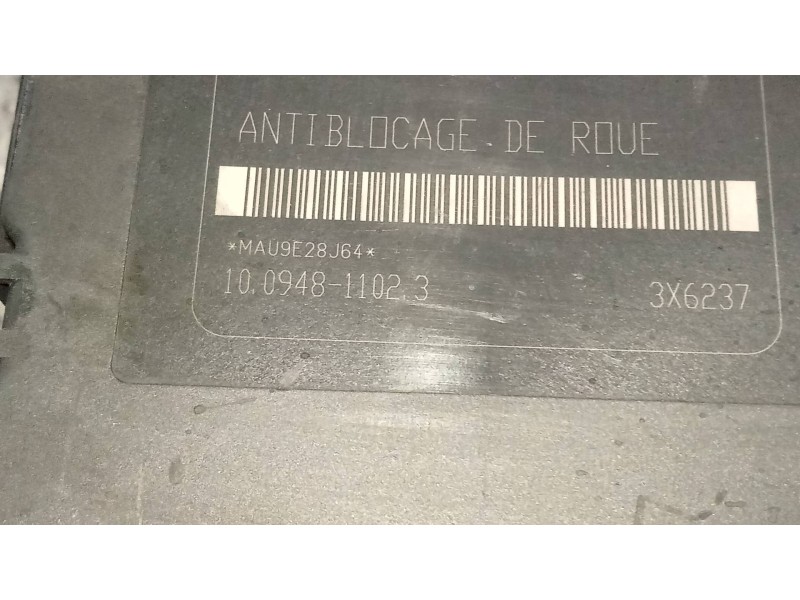 ANTIBLOCAGE DE ROUE
*MAU9E28J64*
10.0948-1102.3
3X6237